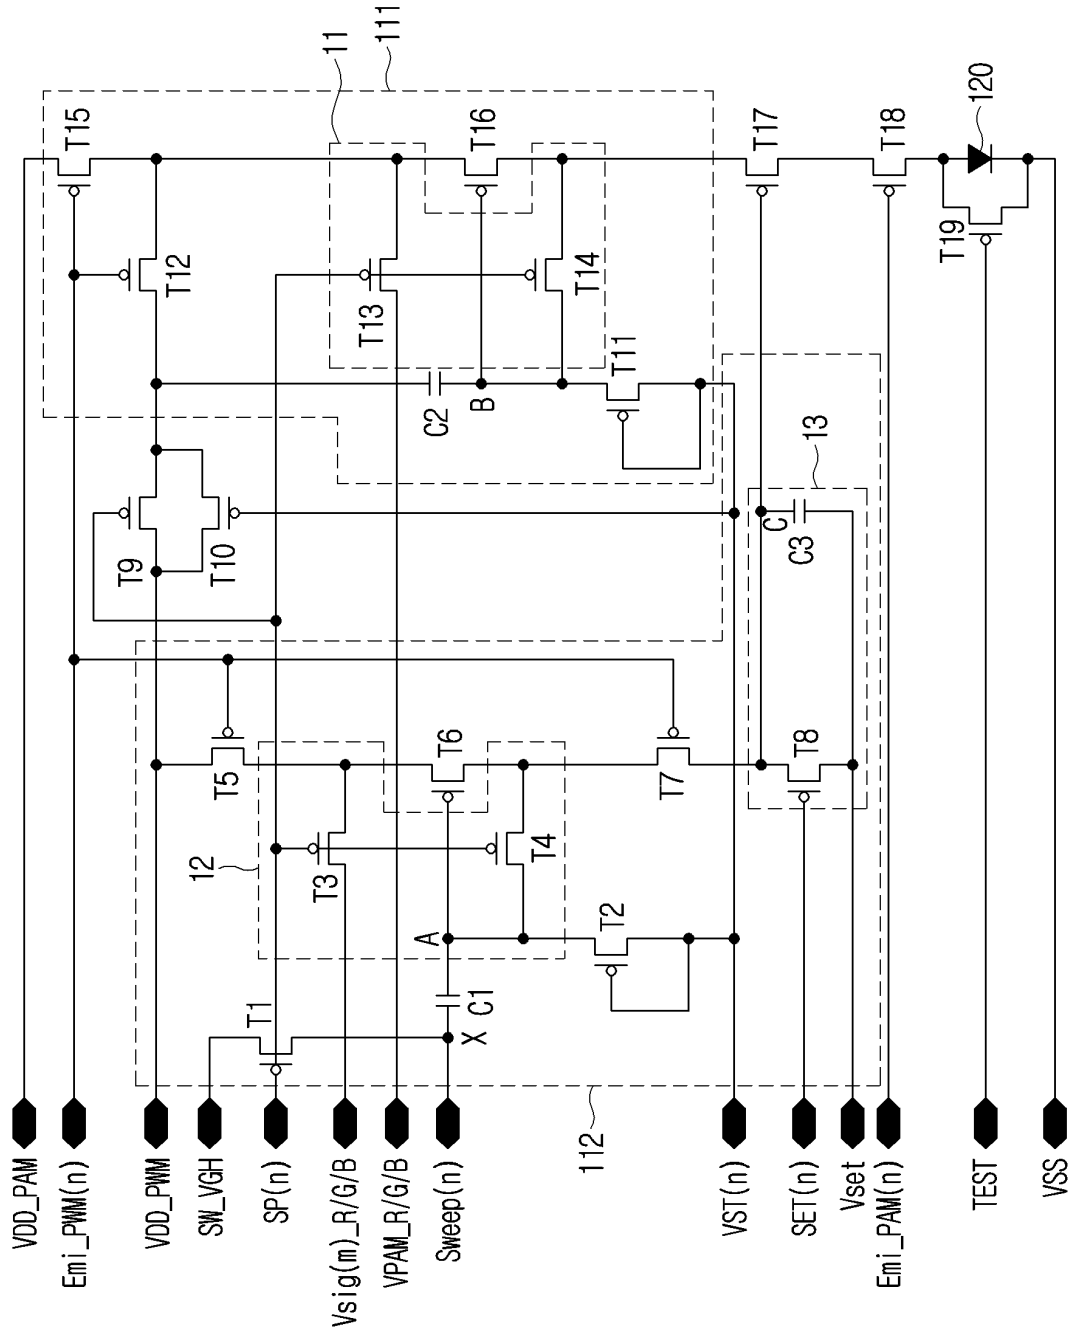 VDD_PAM
Emi_PWM(n)
VDD_PWM
SW_VGH
SP(n)
Vsig(m)_R/G/B
VPAM_R/G/B
Sweep(n)
VST(n)
SET(n)
Vset
Emi_PAM(n)
TEST
VSS
112
T1
X
C1
A
T2
12
T3
T4
T5
T6
T7
T8
T9
T10
C
C3
13
C2
B
T11
T12
T13
T14
T15
T16
T17
T18
T19
120
11
111